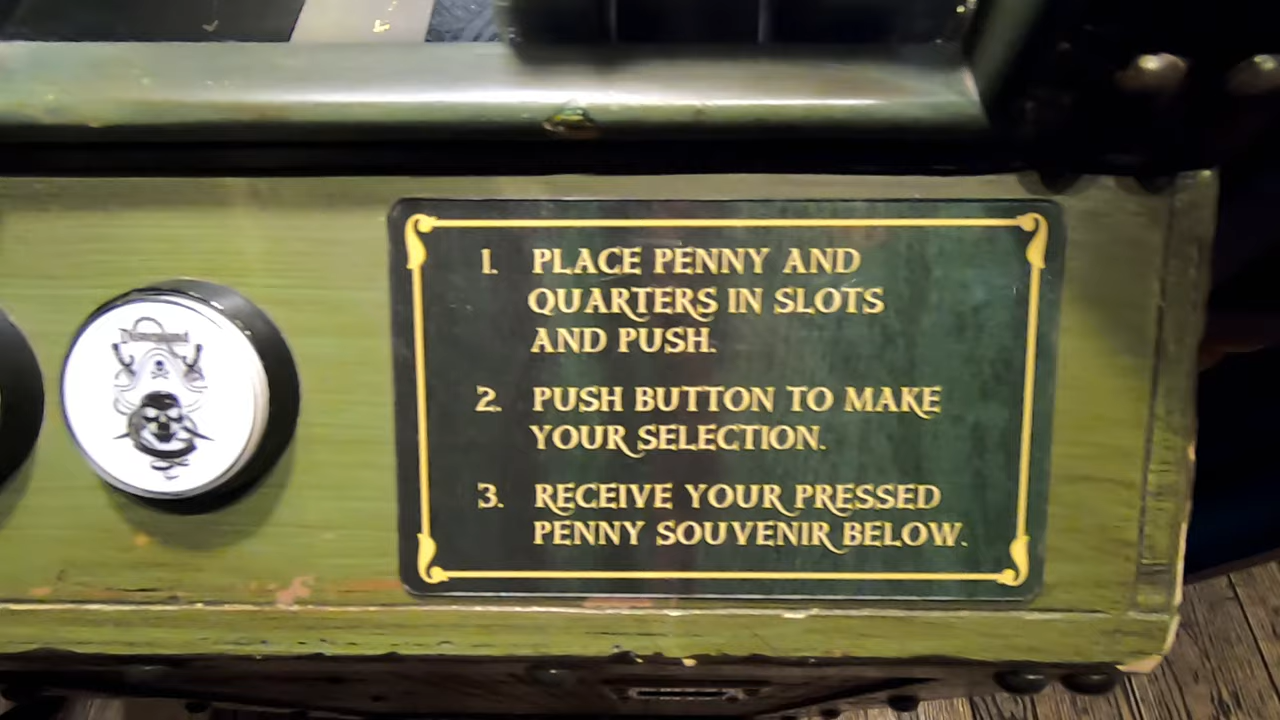 1. PLACE PENNY AND
QUARTERS IN SLOTS
AND PUSH.
2. PUSH BUTTON TO MAKE
YOUR SELECTION.
3. RECEIVE YOUR PRESSED
PENNY SOUVENIR BELOW.